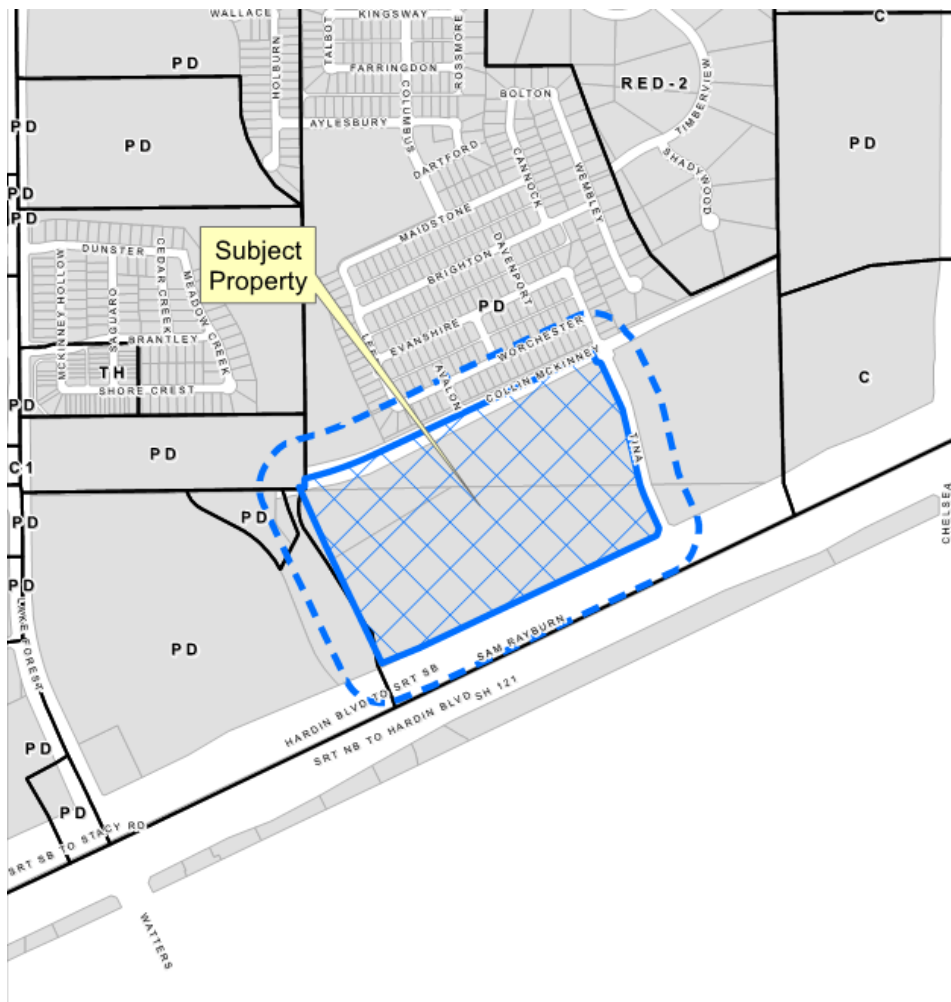 WALLACE
KINGSWAY
C
TALBOT
HOLBURN
PD
FARRINGDON
ROSSMORE
COLUMBUS
RED-2
TIMBERVIEW
BOLTON
AYLESBURY
PD
PD
PD
DARTFORD
CANNOCK
SHADYWOOD
WEMBLEY
PD
PD
MAIDSTONE
Subject
Property
DUNSTER
CEDAR CREEK
MEADOW CREEK
MCKINNEY HOLLOW
SAGUARO
BRIGHTON
DAVENPORT
PD
EVANSHIRE
WORCHESTER
LEE
BRANTLEY
TH
SHORE CREST
COLLIN MCKINNEY
AVALON
C
PD
PD
C1
TINA
CHELSEA
PD
PD
PD
LAKE FOREST
PD
SAM RAYBURN
HARDIN BLVD TO SRT SB
SH 121
SRT NB TO HARDIN BLVD
PD
PD
SRT SB TO STACY RD
WATTERS